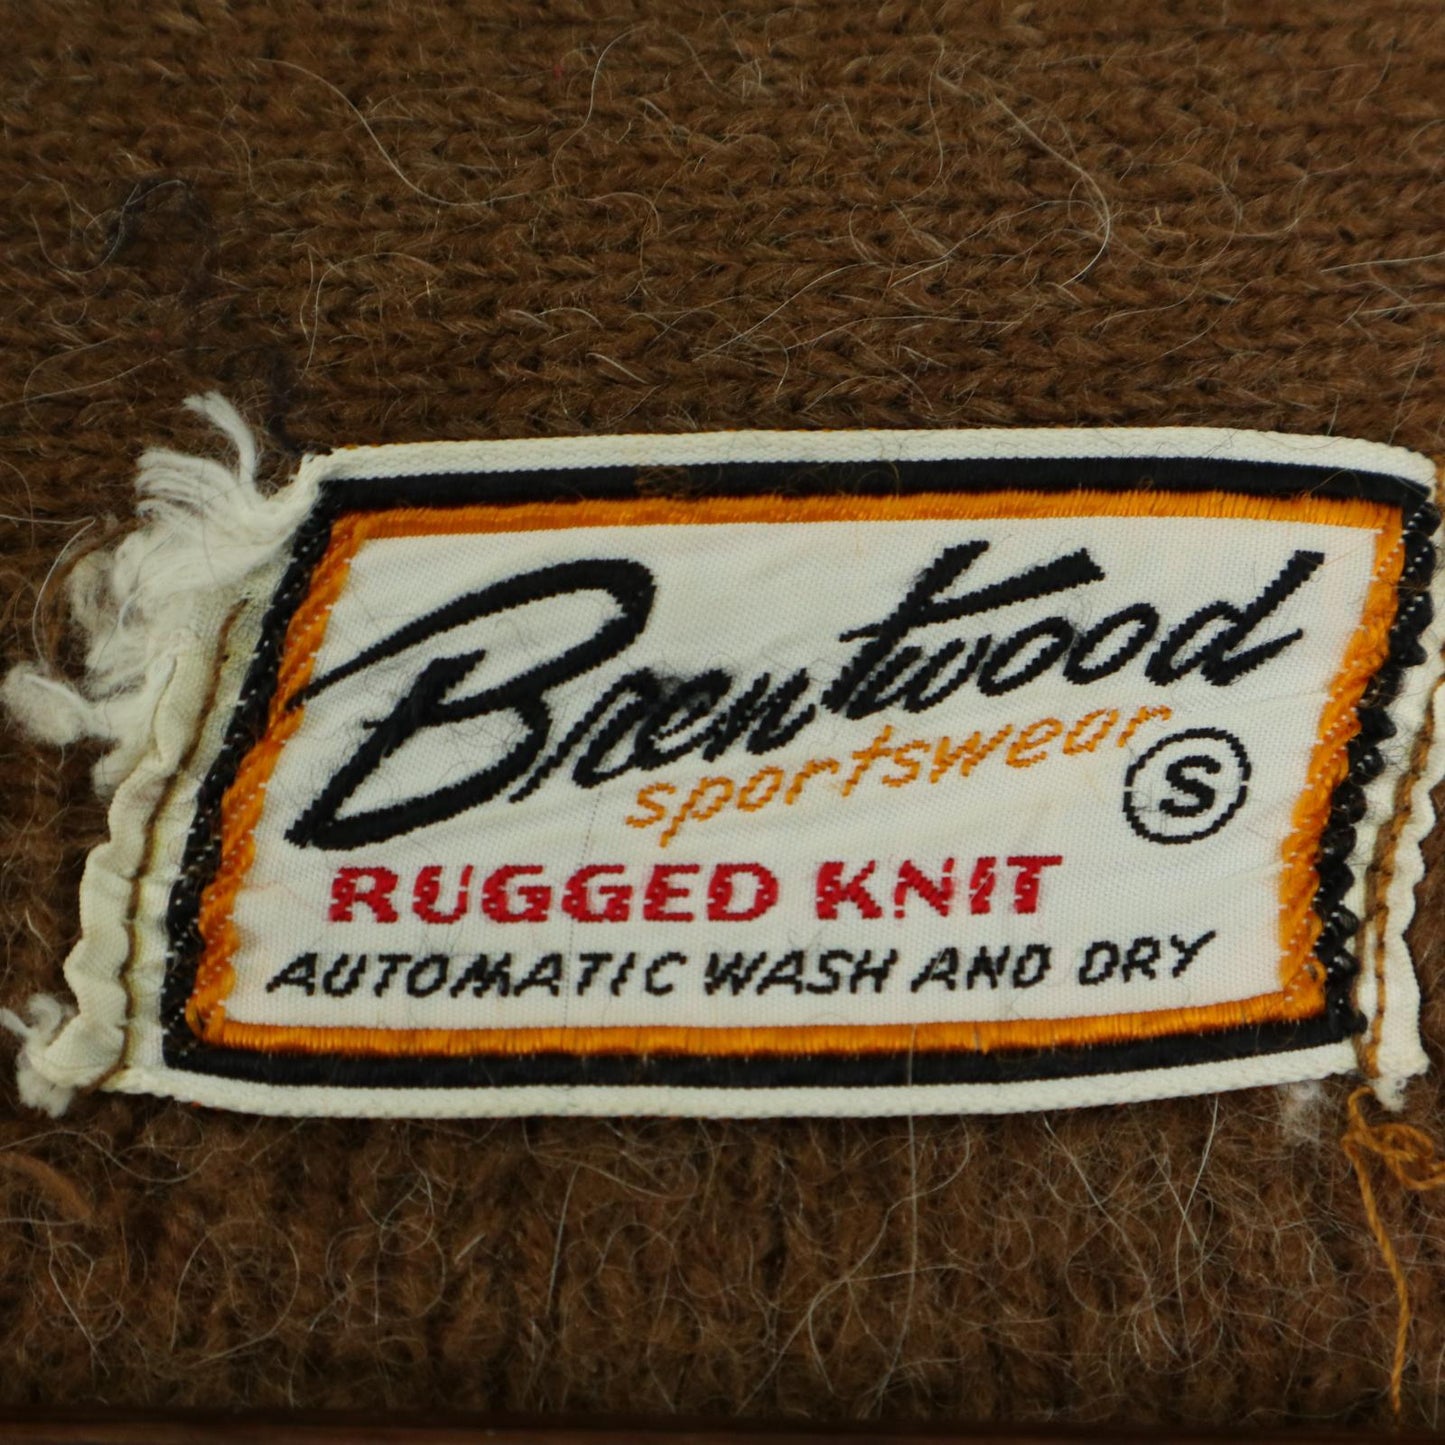 Brentwood
sportswear
S
RUGGED KNIT
AUTOMATIC WASH AND DRY